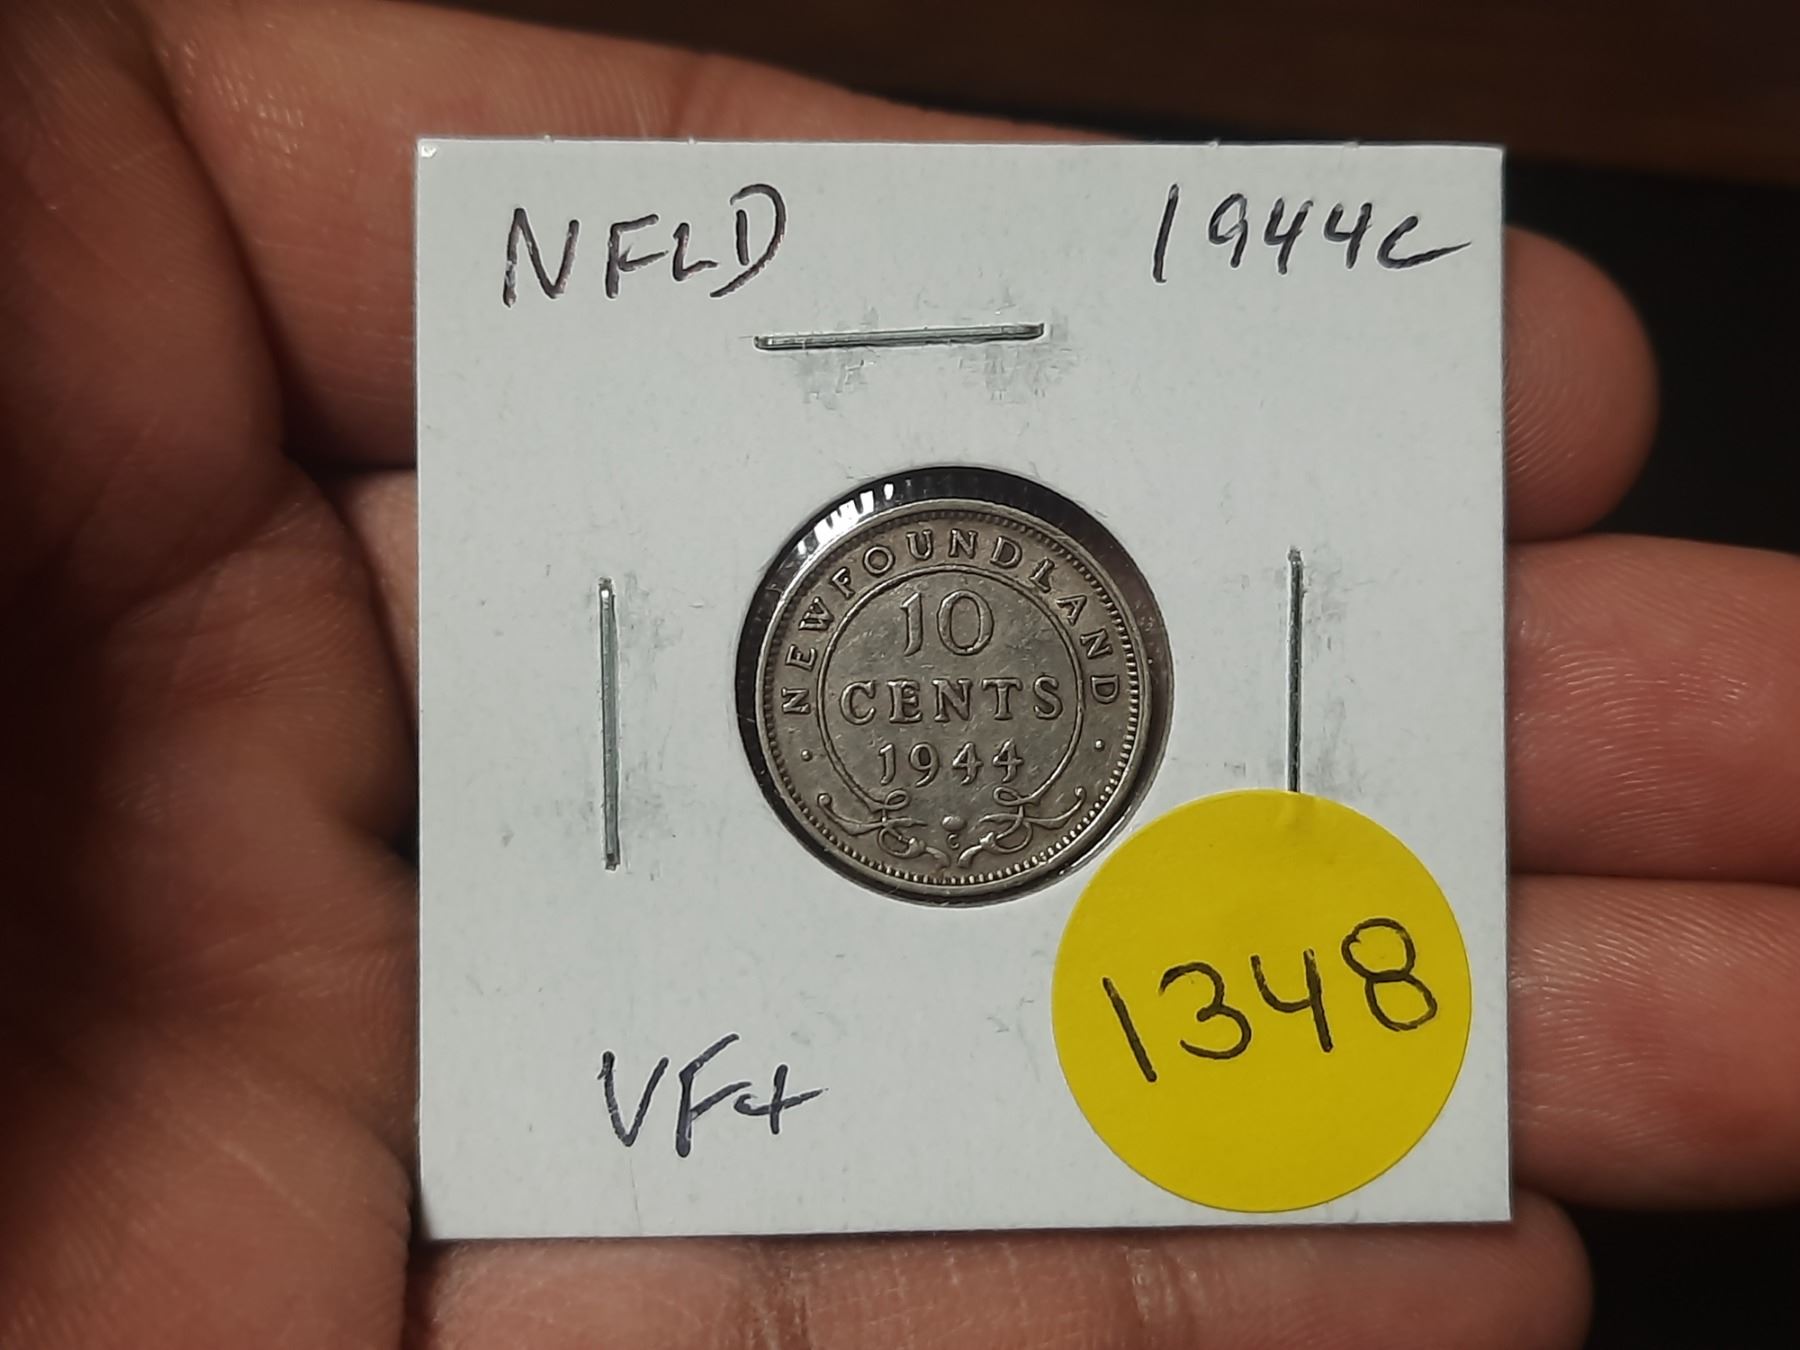 NFLD 1944c
NEWFOUNDLAND
10
CENTS
1944
C
1348
VF+